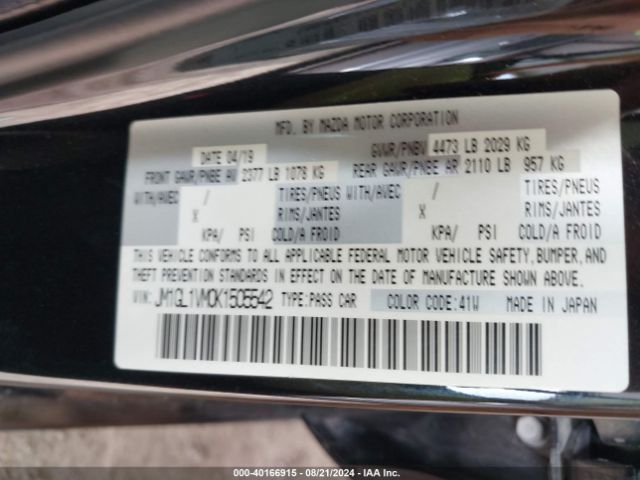 MFD. BY MAZDA MOTOR CORPORATION
DATE 04/19 GVWR/PNBV 4473 LB 2029 KG
FRONT GAWR/PNBE AV 2377 LB 1078 KG REAR GAWR/PNBE AR 2110 LB 957 KG
WITH/AVEC / TIRES/PNEUS WITH/AVEC / TIRES/PNEUS
X RIMS/JANTES X RIMS/JANTES
KPA/ PSI COLD/A FROID KPA/ PSI COLD/A FROID
THIS VEHICLE CONFORMS TO ALL APPLICABLE FEDERAL MOTOR VEHICLE SAFETY, BUMPER, AND
THEFT PREVENTION STANDARDS IN EFFECT ON THE DATE OF MANUFACTURE SHOWN ABOVE.
VIN: JM1GL1VM0K1505542 TYPE: PASS CAR COLOR CODE: 41W MADE IN JAPAN
000-40166915 - 08/21/2024 - IAA Inc.